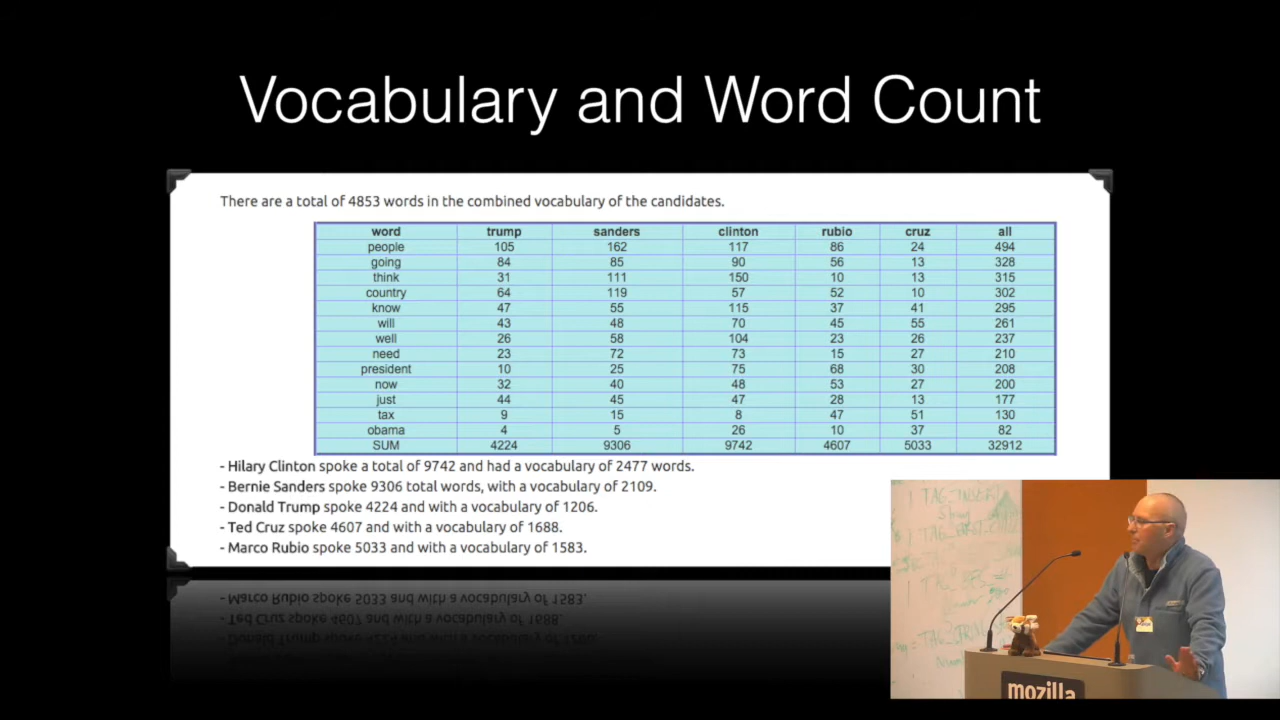 Vocabulary and Word Count
There are a total of 4853 words in the combined vocabulary of the candidates.
word trump sanders clinton rubio cruz all
people 105 162 117 86 24 494
going 84 85 90 56 13 328
think 31 111 150 10 13 315
country 64 119 57 52 10 302
know 47 55 115 37 41 295
will 43 48 70 45 55 261
well 26 58 104 23 26 237
need 23 72 73 15 27 210
president 10 25 75 68 30 208
now 32 40 48 53 27 200
just 44 45 47 28 13 177
tax 9 15 8 47 51 130
obama 4 5 26 10 37 82
SUM 4224 9306 9742 4607 5033 32912
- Hilary Clinton spoke a total of 9742 and had a vocabulary of 2477 words.
- Bernie Sanders spoke 9306 total words, with a vocabulary of 2109.
- Donald Trump spoke 4224 and with a vocabulary of 1206.
- Ted Cruz spoke 4607 and with a vocabulary of 1688.
- Marco Rubio spoke 5033 and with a vocabulary of 1583.
mozilla